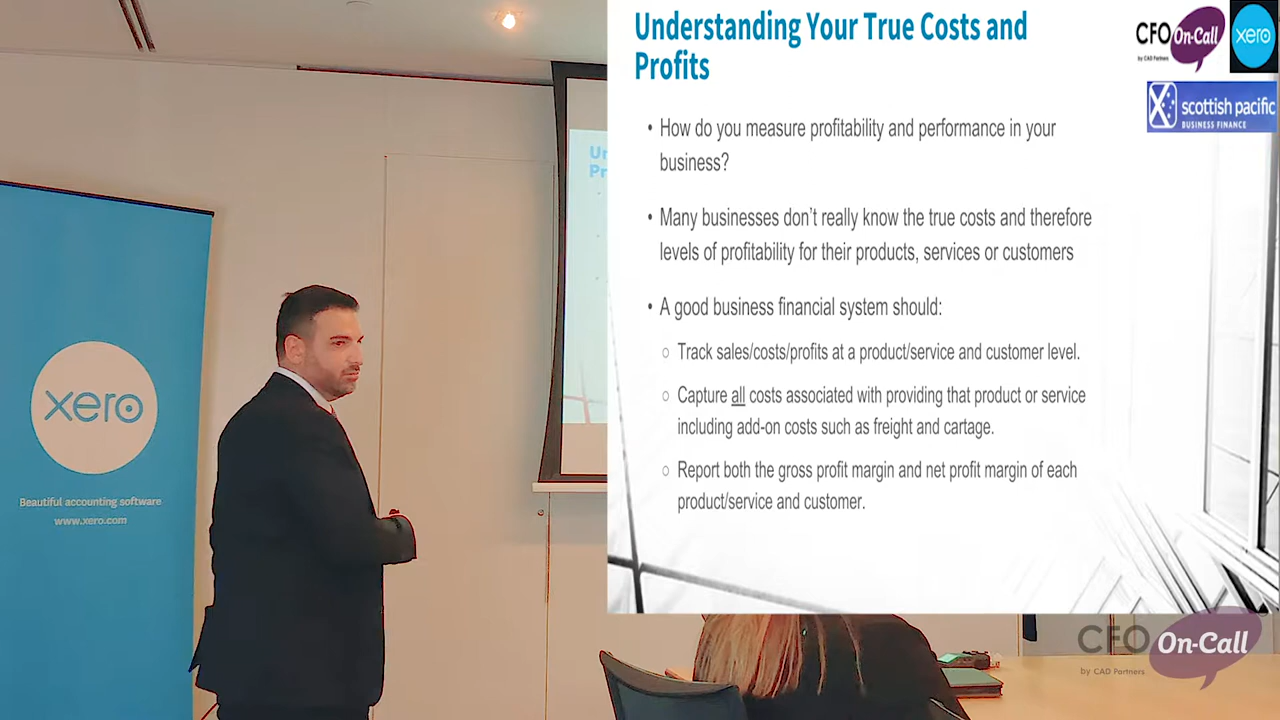 Understanding Your True Costs and
Profits
CFO On-Call
by CAD Partners
xero
scottish pacific
BUSINESS FINANCE
• How do you measure profitability and performance in your
business?
• Many businesses don't really know the true costs and therefore
levels of profitability for their products, services or customers
• A good business financial system should:
○ Track sales/costs/profits at a product/service and customer level.
○ Capture all costs associated with providing that product or service
including add-on costs such as freight and cartage.
○ Report both the gross profit margin and net profit margin of each
product/service and customer.
Un
Pr
xero
Beautiful accounting software
www.xero.com
CFO On-Call
by CAD Partners